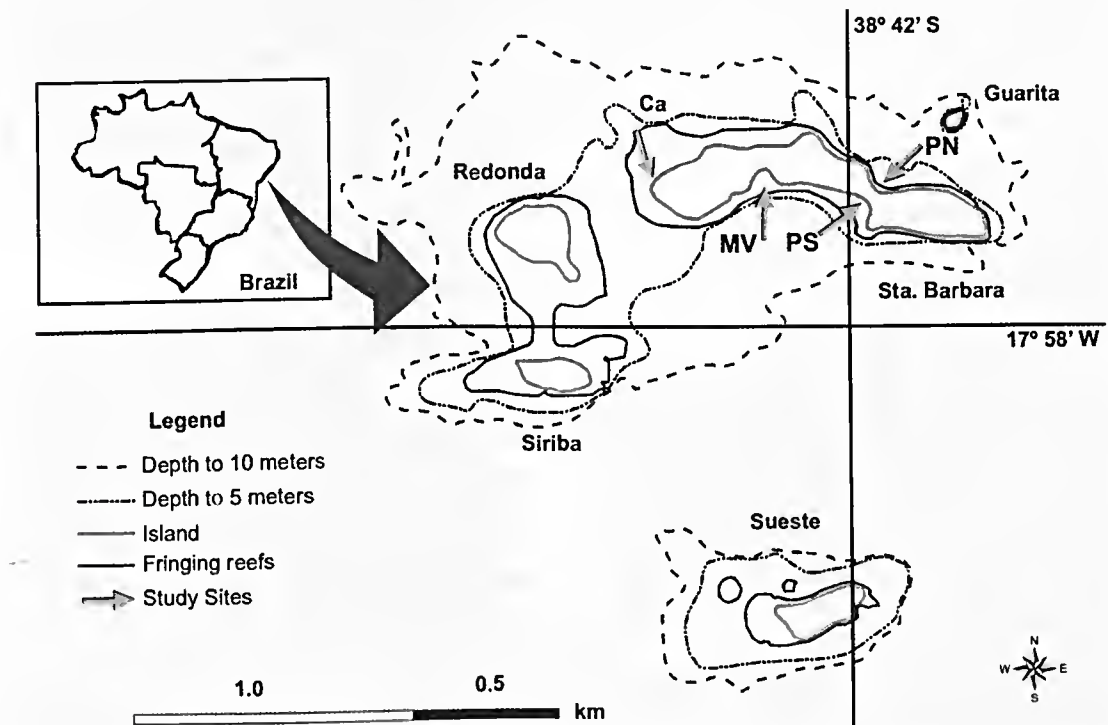 38° 42' S
Guarita
Ca
PN
Redonda
MV
PS
Brazil
Sta. Barbara
17° 58' W
Legend
Siriba
Depth to 10 meters
Depth to 5 meters
Sueste
Island
Fringing reefs
Study Sites
N
W
E
S
1.0
0.5
km